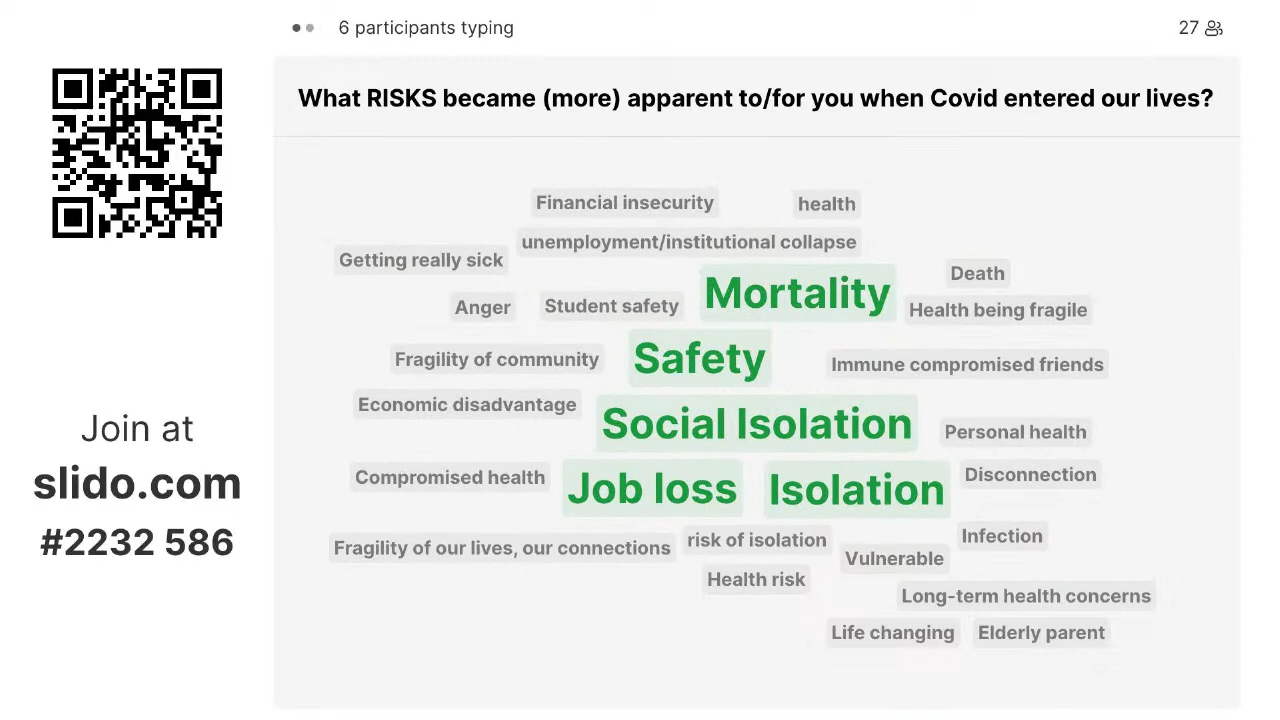 6 participants typing
27
What RISKS became (more) apparent to/for you when Covid entered our lives?
Financial insecurity
health
unemployment/institutional collapse
Getting really sick
Mortality
Death
Anger
Student safety
Health being fragile
Fragility of community
Safety
Immune compromised friends
Economic disadvantage
Social Isolation
Personal health
Compromised health
Job loss
Isolation
Disconnection
Fragility of our lives, our connections
risk of isolation
Infection
Vulnerable
Health risk
Long-term health concerns
Life changing
Elderly parent
Join at
slido.com
#2232 586